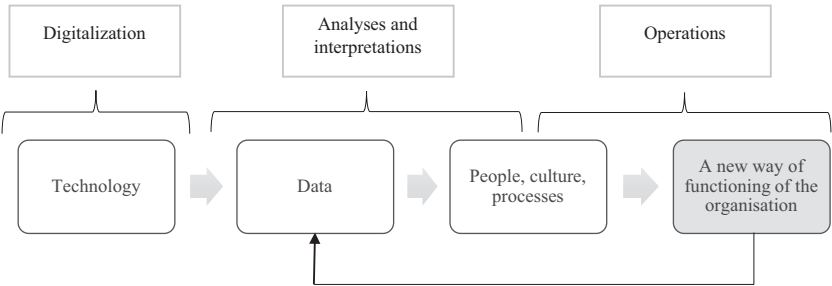 Digitalization
Analyses and
interpretations
Operations
Technology
Data
People, culture,
processes
A new way of
functioning of the
organisation